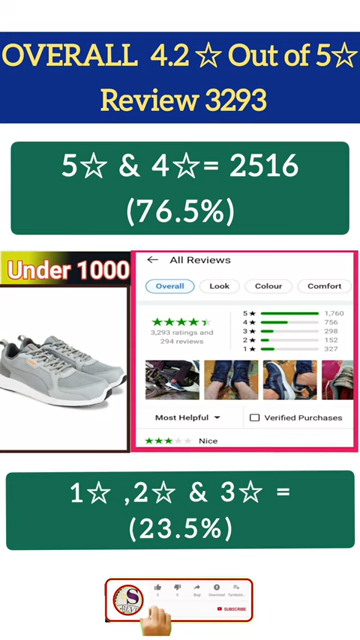 OVERALL 4.2 ☆ Out of 5☆
Review 3293
5☆ & 4☆= 2516
(76.5%)
Under 1000
← All Reviews
Overall Look Colour Comfort
5★ 1,760
4★ 756
3★ 298
2★ 152
1★ 327
3,293 ratings and
294 reviews
Most Helpful Verified Purchases
Nice
1☆ ,2☆ & 3☆ =
(23.5%)
SUBSCRIBE